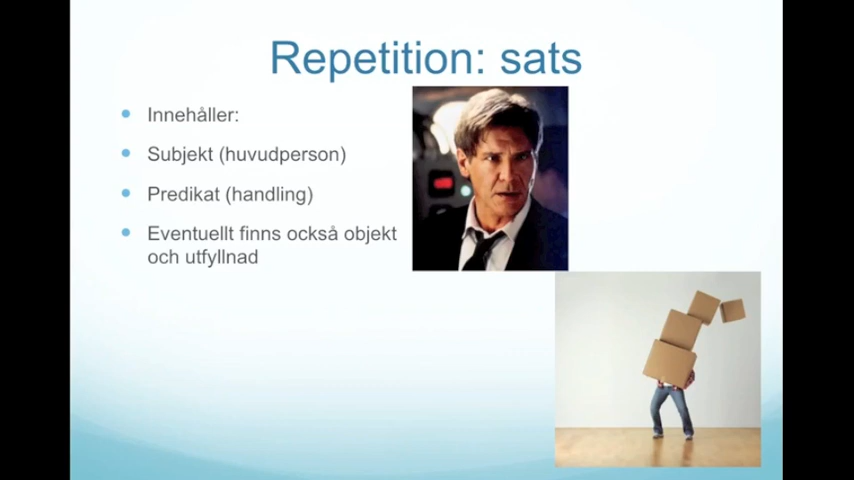 Repetition: sats
Innehåller:
Subjekt (huvudperson)
Predikat (handling)
Eventuellt finns också objekt
och utfyllnad